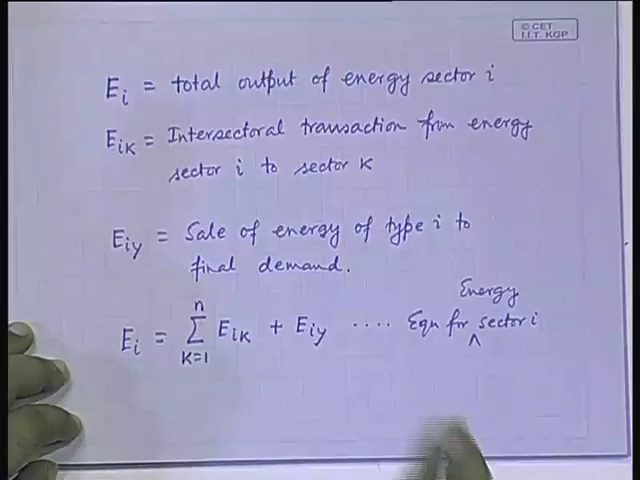 © CET
I.I.T. KGP
Ei = total output of energy sector i
Eik = Intersectoral transaction from energy
sector i to sector k
Eiy = Sale of energy of type i to
final demand.
Energy
Ei = n∑k=1 Eik + Eiy .... Eqn for ^ sector i